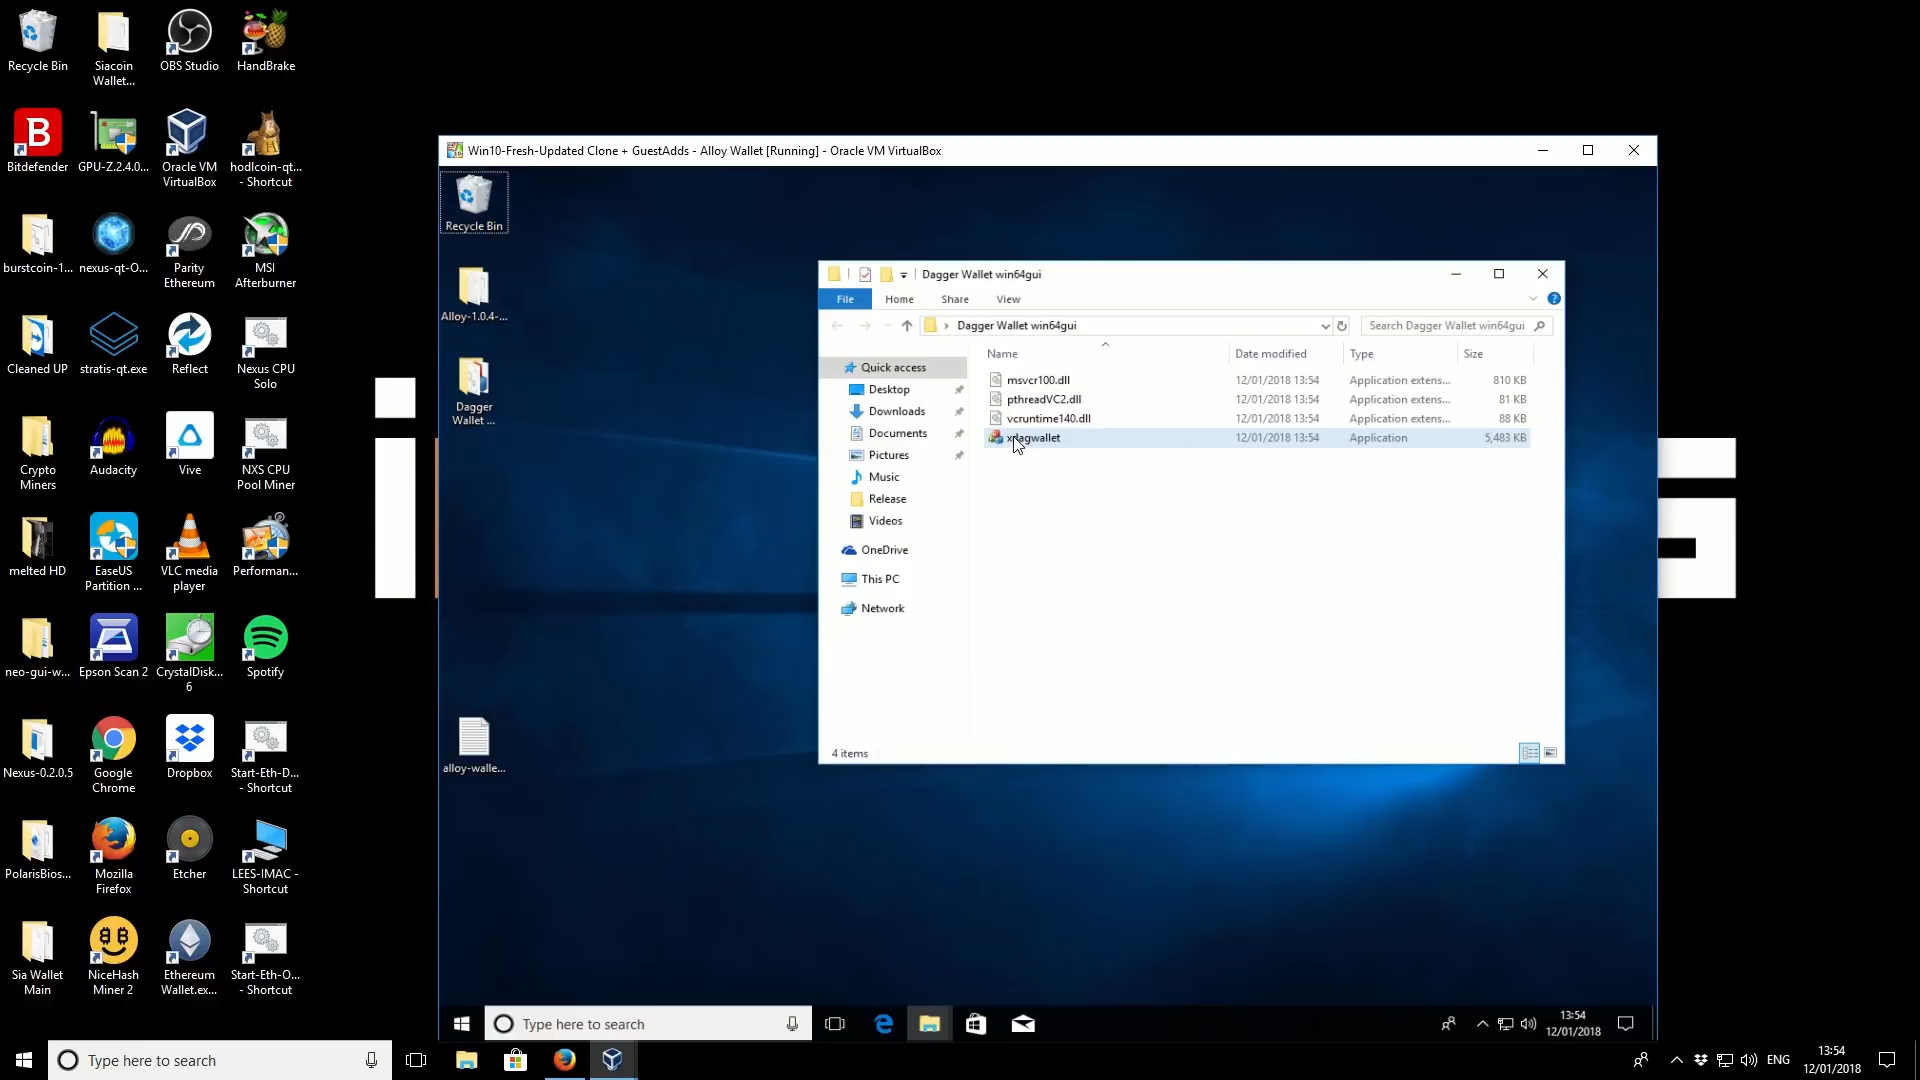 Recycle Bin
Siacoin
Wallet...
OBS Studio
HandBrake
Bitdefender
GPU-Z.2.4.0...
Oracle VM
VirtualBox
hodlcoin-qt...
- Shortcut
burstcoin-1...
nexus-qt-O...
Parity
Ethereum
MSI
Afterburner
Cleaned UP
stratis-qt.exe
Reflect
Nexus CPU
Solo
Crypto
Miners
Audacity
Vive
NXS CPU
Pool Miner
melted HD
EaseUS
Partition ...
VLC media
player
Performan...
neo-gui-w...
Epson Scan 2
CrystalDisk...
6
Spotify
Nexus-0.2.0.5
Google
Chrome
Dropbox
Start-Eth-D...
- Shortcut
PolarisBios...
Mozilla
Firefox
Etcher
LEES-IMAC -
Shortcut
Sia Wallet
Main
NiceHash
Miner 2
Ethereum
Wallet.ex...
Start-Eth-O...
- Shortcut
Win10-Fresh-Updated Clone + GuestAdds - Alloy Wallet [Running] - Oracle VM VirtualBox
Recycle Bin
Alloy-1.0.4-...
Dagger
Wallet ...
alloy-walle...
Dagger Wallet win64gui
File Home Share View
Dagger Wallet win64gui
Search Dagger Wallet win64gui
Quick access
Desktop
Downloads
Documents
Pictures
Music
Release
Videos
OneDrive
This PC
Network
Name Date modified Type Size
msvcr100.dll 12/01/2018 13:54 Application extens... 810 KB
pthreadVC2.dll 12/01/2018 13:54 Application extens... 81 KB
vcruntime140.dll 12/01/2018 13:54 Application extens... 88 KB
xdagwallet 12/01/2018 13:54 Application 5,483 KB
4 items
Type here to search
13:54
12/01/2018
Type here to search
ENG
13:54
12/01/2018